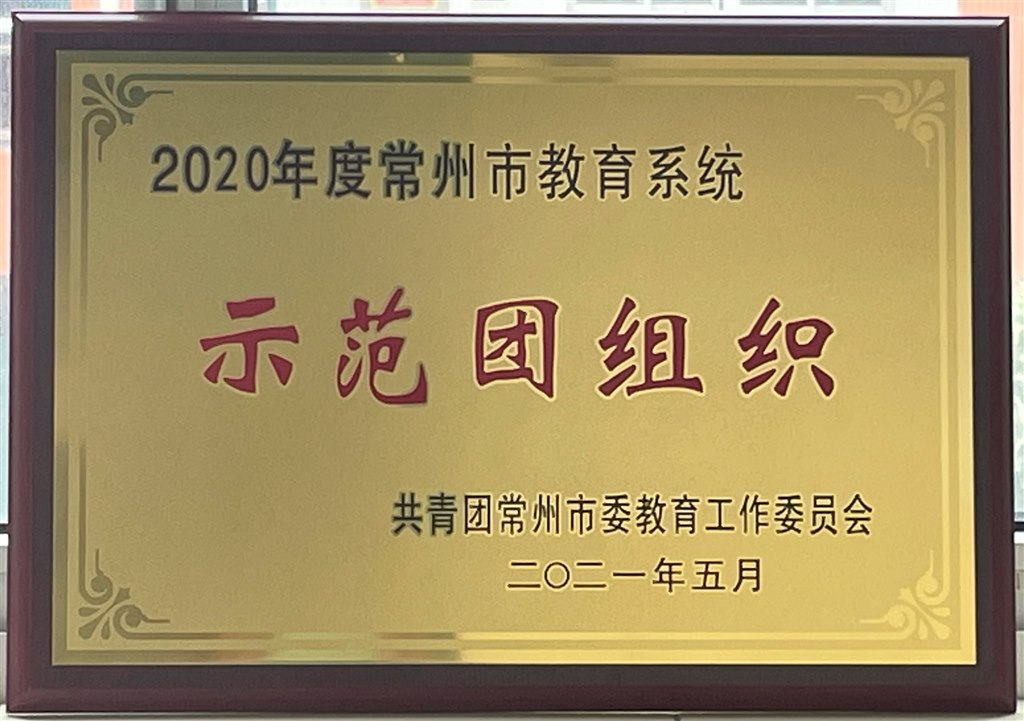 2020年度常州市教育系统
示范团组织
共青团常州市委教育工作委员会
二〇二一年五月